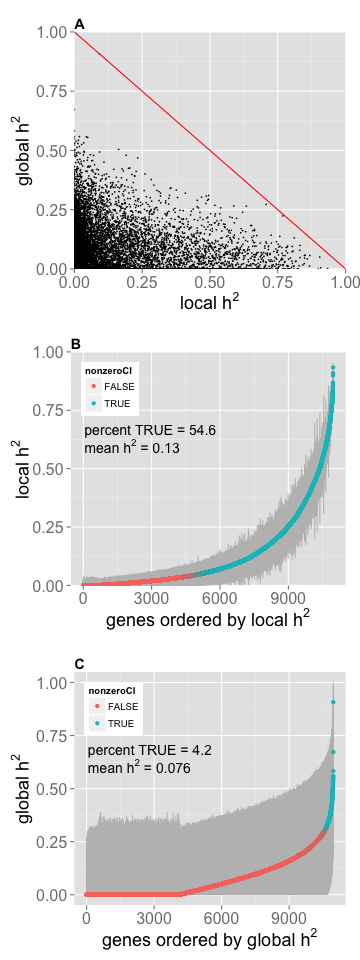 A
1.00
0.75
0.50
0.25
0.00
global h²
0.00 0.25 0.50 0.75 1.00
local h²
B
1.00
0.75
0.50
0.25
0.00
local h²
nonzeroCI
FALSE
TRUE
percent TRUE = 54.6
mean h² = 0.13
0 3000 6000 9000
genes ordered by local h²
C
1.00
0.75
0.50
0.25
0.00
global h²
nonzeroCI
FALSE
TRUE
percent TRUE = 4.2
mean h² = 0.076
0 3000 6000 9000
genes ordered by global h²